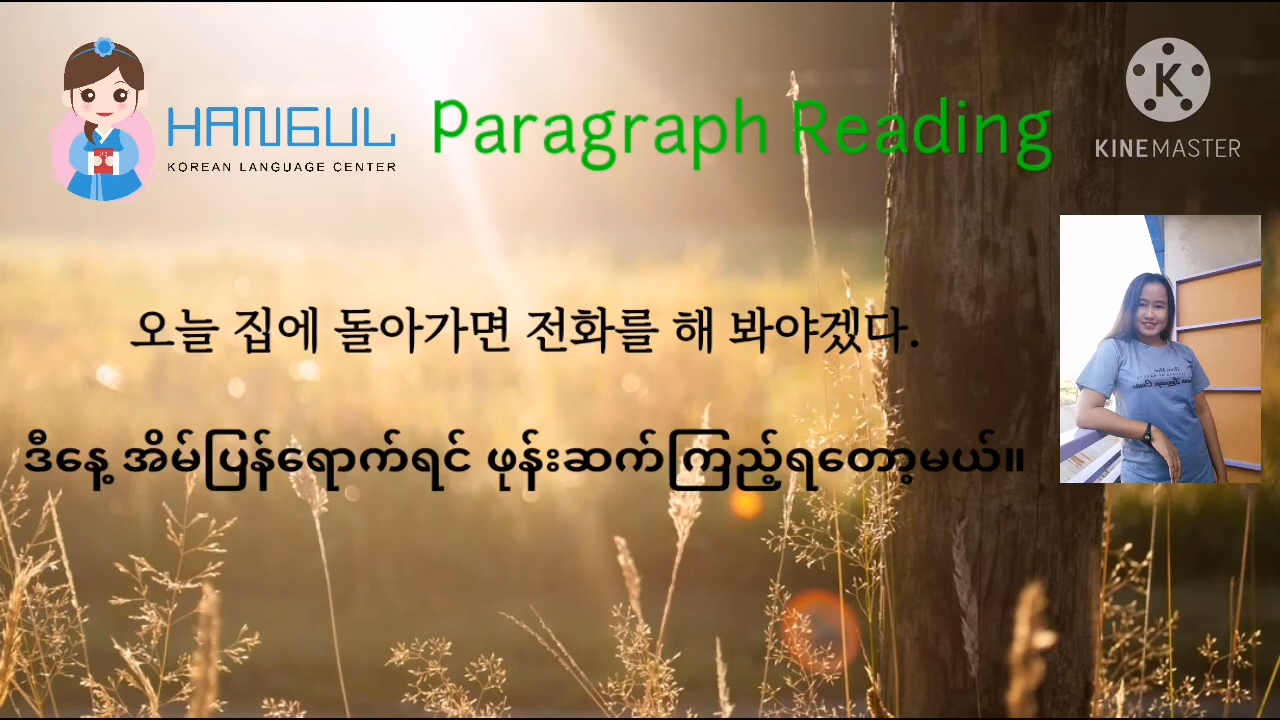 HANGUL
KOREAN LANGUAGE CENTER
Paragraph Reading
K
KINEMASTER
오늘 집에 돌아가면 전화를 해 봐야겠다.
ဒီနေ့ အိမ်ပြန်ရောက်ရင် ဖုန်းဆက်ကြည့်ရတော့မယ်။